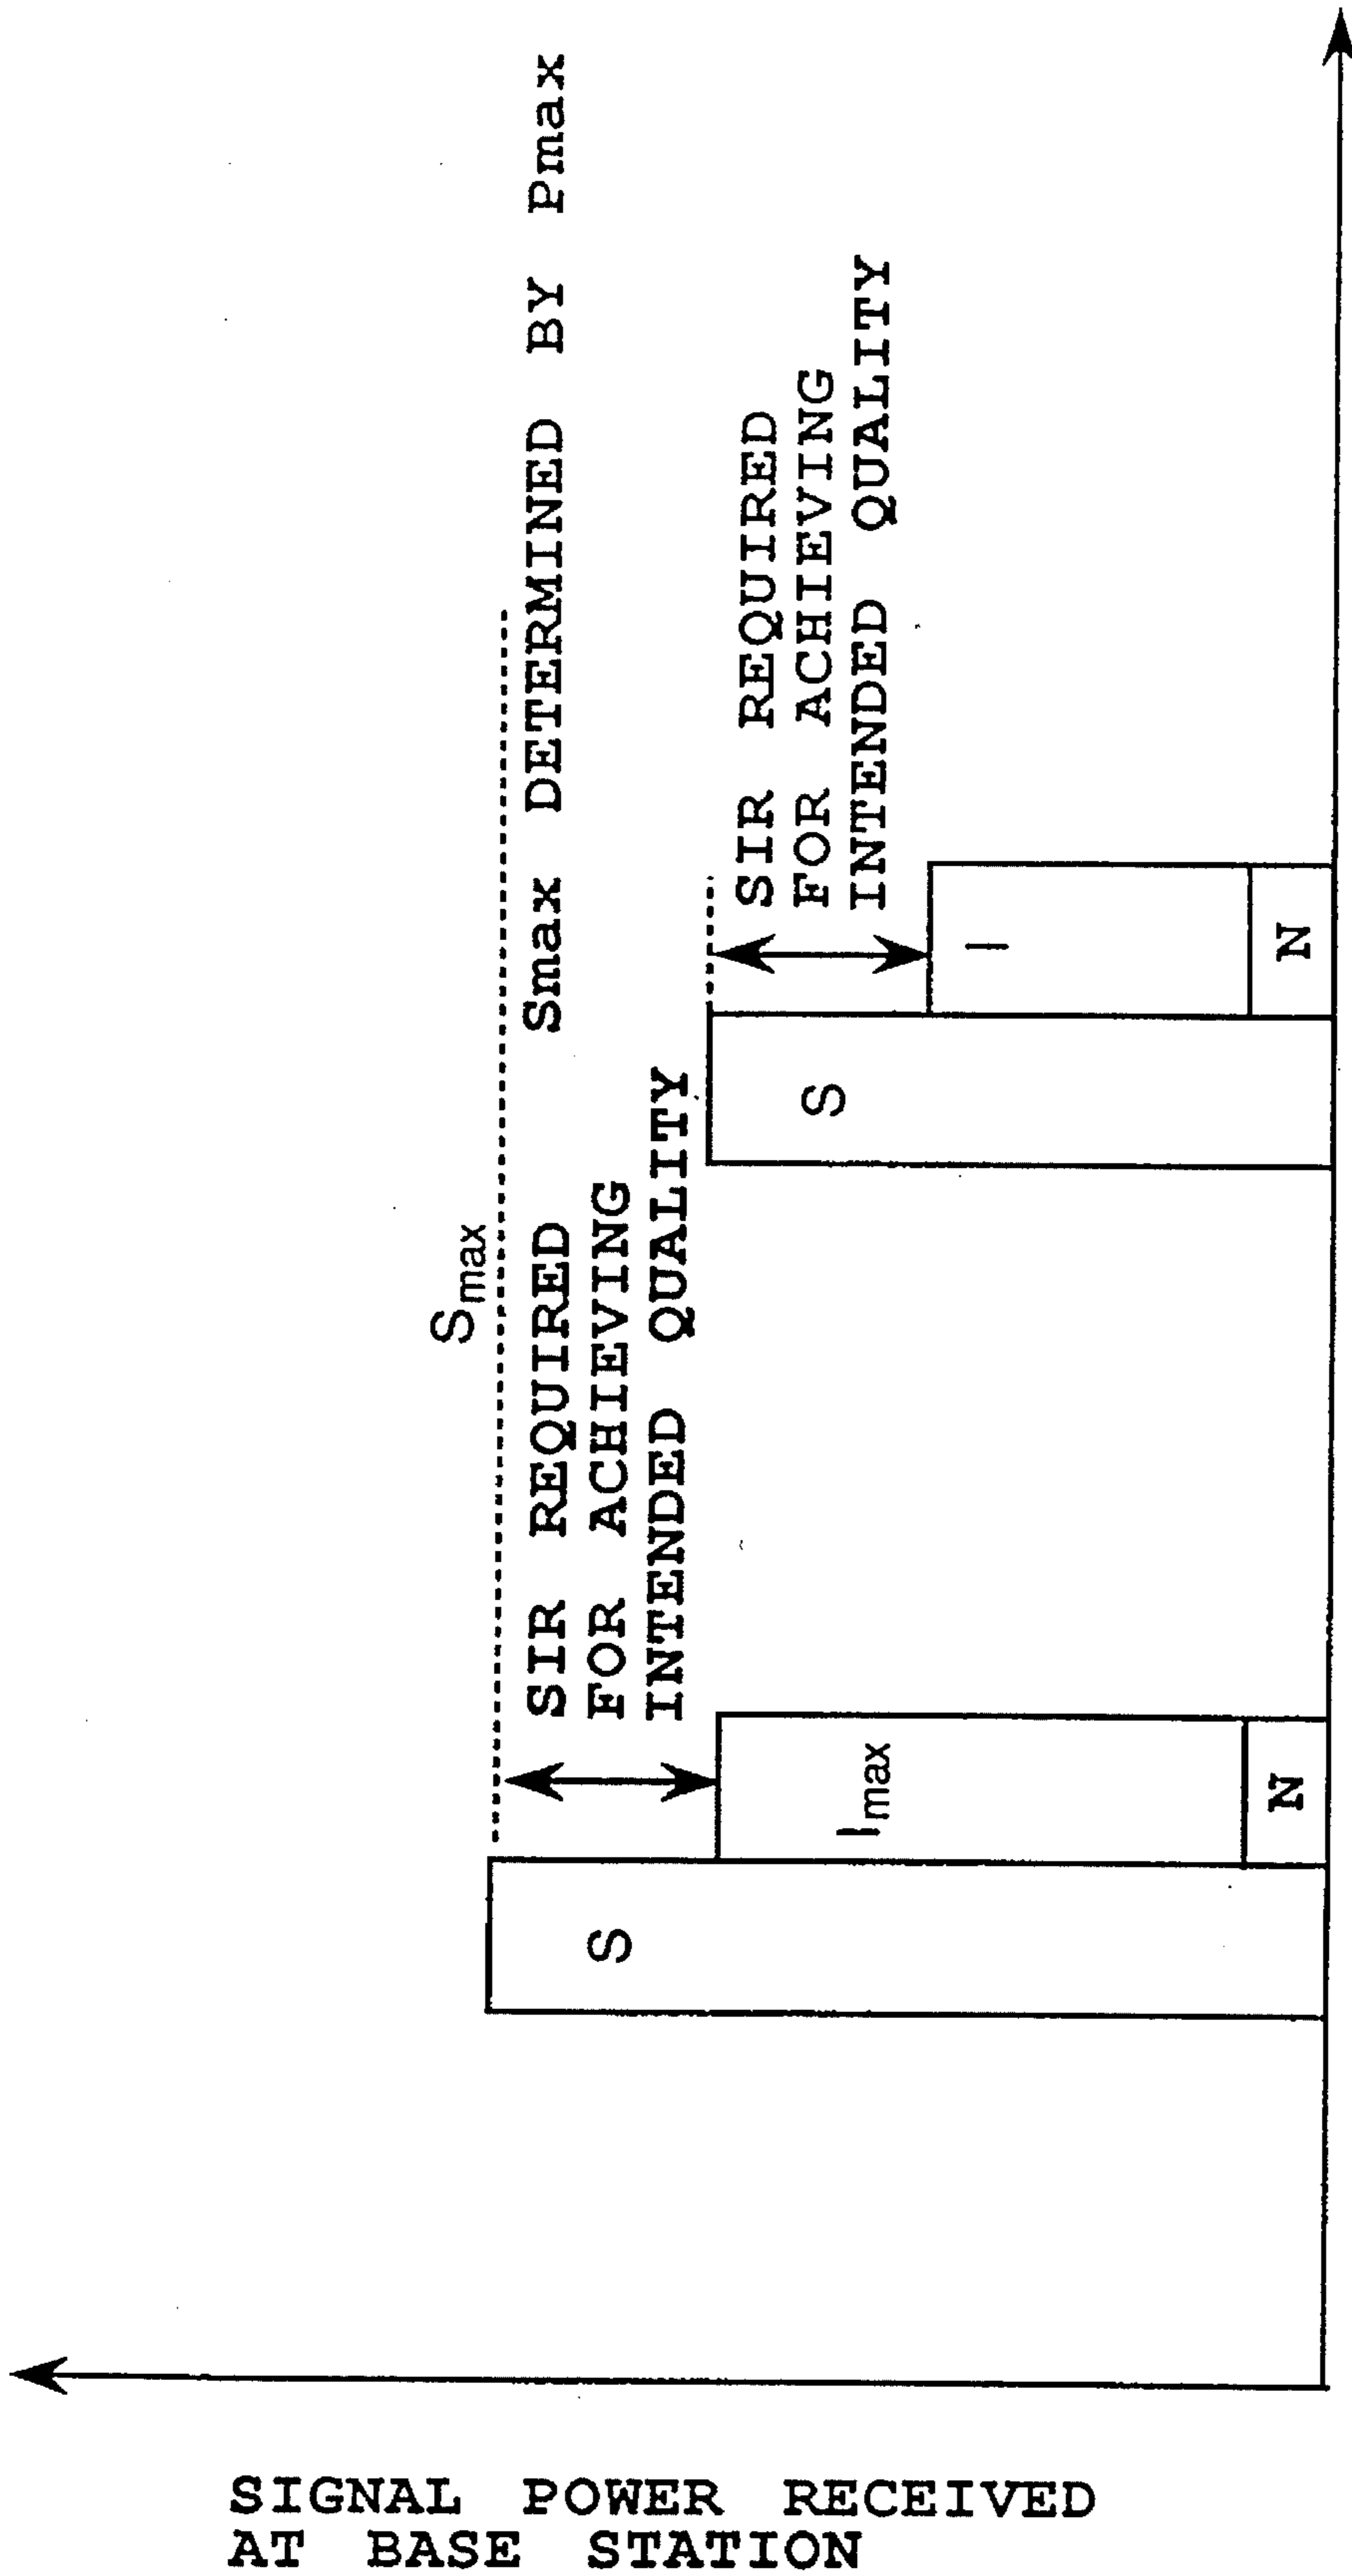 SIGNAL POWER RECEIVED
AT BASE STATION
Smax
Smax DETERMINED BY Pmax
SIR REQUIRED
FOR ACHIEVING
INTENDED QUALITY
S
Imax
N
SIR REQUIRED
FOR ACHIEVING
INTENDED QUALITY
S
I
N